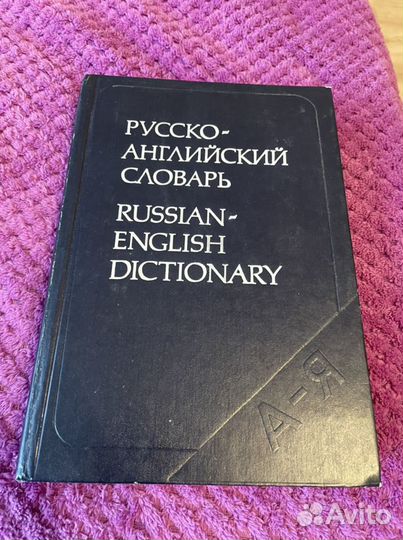 РУССКО-
АНГЛИЙСКИЙ
СЛОВАРЬ
RUSSIAN-
ENGLISH
DICTIONARY
А-Я
Avito